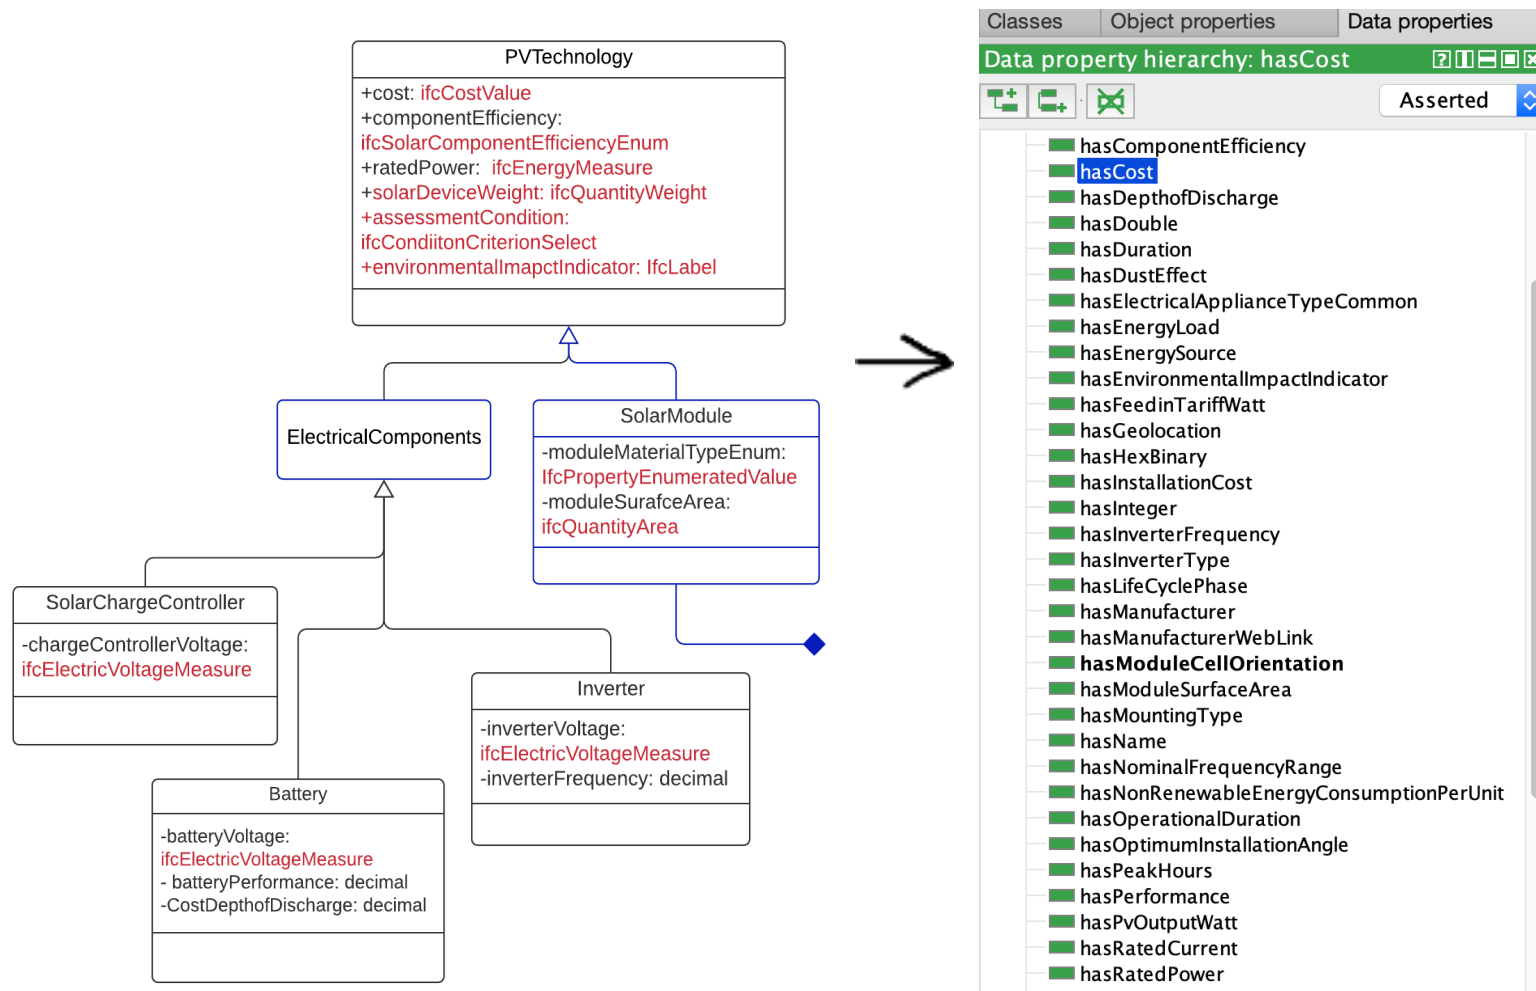 PVTechnology
+cost: ifcCostValue
+componentEfficiency:
ifcSolarComponentEfficiencyEnum
+ratedPower: ifcEnergyMeasure
+solarDeviceWeight: ifcQuantityWeight
+assessmentCondition:
ifcCondiitonCriterionSelect
+environmentalImapctIndicator: IfcLabel
ElectricalComponents
SolarModule
-moduleMaterialTypeEnum:
IfcPropertyEnumeratedValue
-moduleSurafceArea:
ifcQuantityArea
SolarChargeController
-chargeControllerVoltage:
ifcElectricVoltageMeasure
Inverter
-inverterVoltage:
ifcElectricVoltageMeasure
-inverterFrequency: decimal
Battery
-batteryVoltage:
ifcElectricVoltageMeasure
- batteryPerformance: decimal
-CostDepthofDischarge: decimal
Classes Object properties Data properties
Data property hierarchy: hasCost
Asserted
hasComponentEfficiency
hasCost
hasDepthofDischarge
hasDouble
hasDuration
hasDustEffect
hasElectricalApplianceTypeCommon
hasEnergyLoad
hasEnergySource
hasEnvironmentalImpactIndicator
hasFeedinTariffWatt
hasGeolocation
hasHexBinary
hasInstallationCost
hasInteger
hasInverterFrequency
hasInverterType
hasLifeCyclePhase
hasManufacturer
hasManufacturerWebLink
hasModuleCellOrientation
hasModuleSurfaceArea
hasMountingType
hasName
hasNominalFrequencyRange
hasNonRenewableEnergyConsumptionPerUnit
hasOperationalDuration
hasOptimumInstallationAngle
hasPeakHours
hasPerformance
hasPvOutputWatt
hasRatedCurrent
hasRatedPower